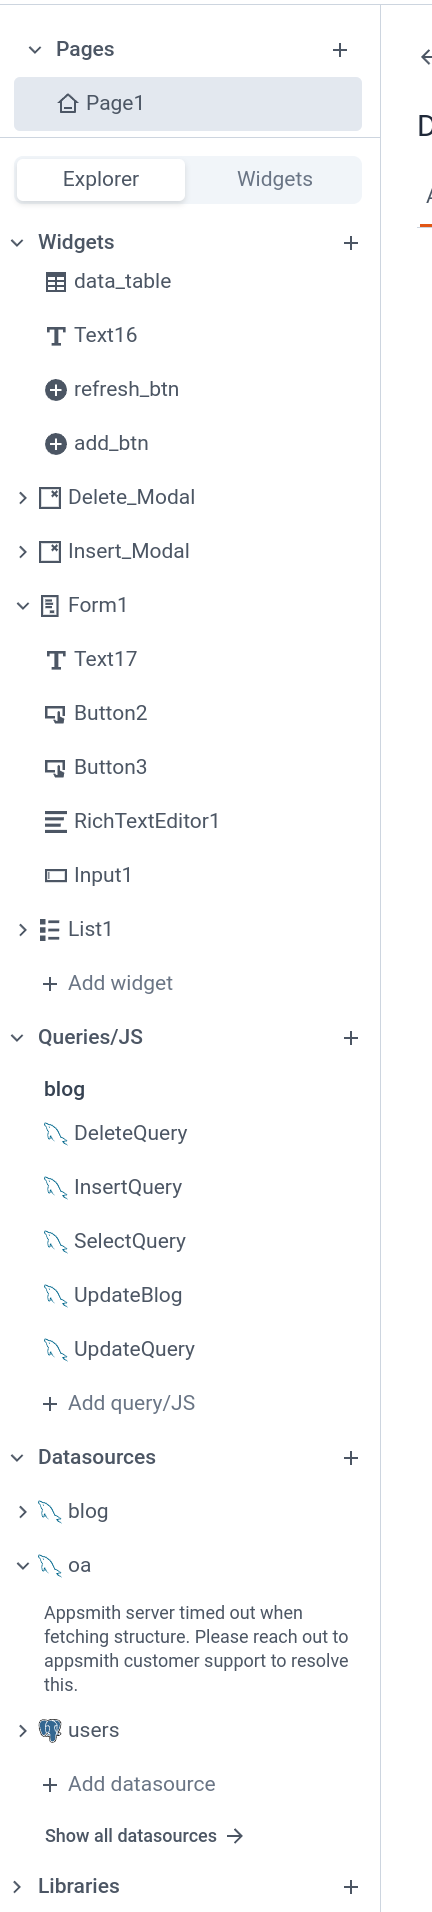 Pages
Page1
Explorer
Widgets
Widgets
data_table
Text16
refresh_btn
add_btn
Delete_Modal
Insert_Modal
Form1
Text17
Button2
Button3
RichTextEditor1
Input1
List1
Add widget
Queries/JS
blog
DeleteQuery
InsertQuery
SelectQuery
UpdateBlog
UpdateQuery
Add query/JS
Datasources
blog
oa
Appsmith server timed out when
fetching structure. Please reach out to
appsmith customer support to resolve
this.
users
Add datasource
Show all datasources
Libraries